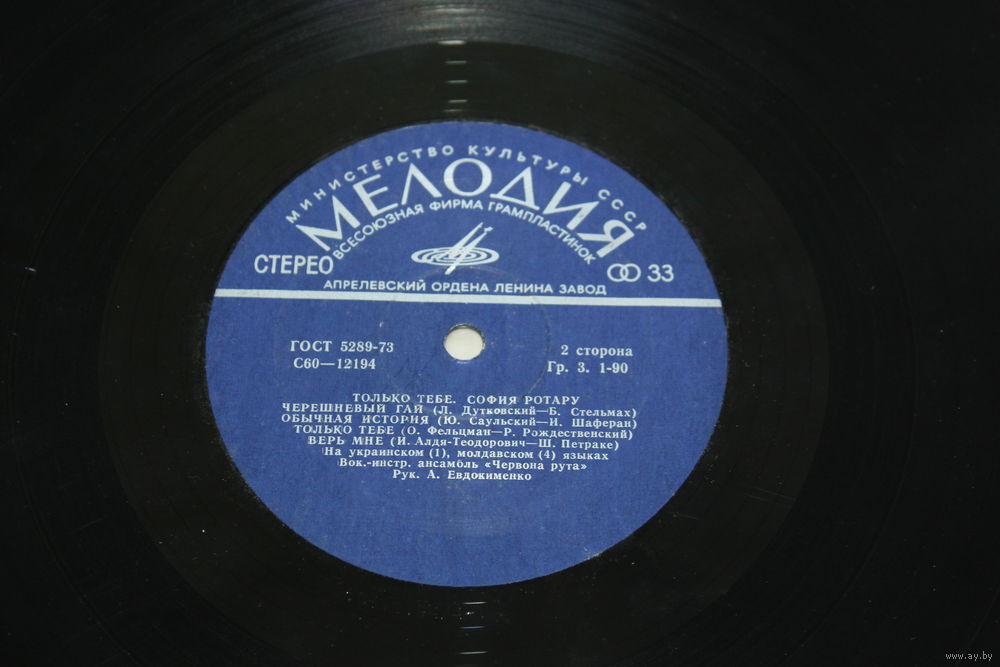 МИНИСТЕРСТВО КУЛЬТУРЫ СССР
МЕЛОДИЯ
ВСЕСОЮЗНАЯ ФИРМА ГРАМПЛАСТИНОК
СТЕРЕО
33
АПРЕЛЕВСКИЙ ОРДЕНА ЛЕНИНА ЗАВОД
ГОСТ 5289-73
2 сторона
С60—12194
Гр. 3. 1-90
ТОЛЬКО ТЕБЕ. СОФИЯ РОТАРУ
ЧЕРЕШНЕВЫЙ ГАЙ (Л. Дутковский—Б. Стельмах)
ОБЫЧНАЯ ИСТОРИЯ (Ю. Саульский—И. Шаферан)
ТОЛЬКО ТЕБЕ (О. Фельцман—Р. Рождественский)
ВЕРЬ МНЕ (И. Алдя-Теодорович—Ш. Петраке)
На украинском (1), молдавском (4) языках
Вок.-инстр. ансамбль «Червона рута»
Рук. А. Евдокименко
www.ay.by